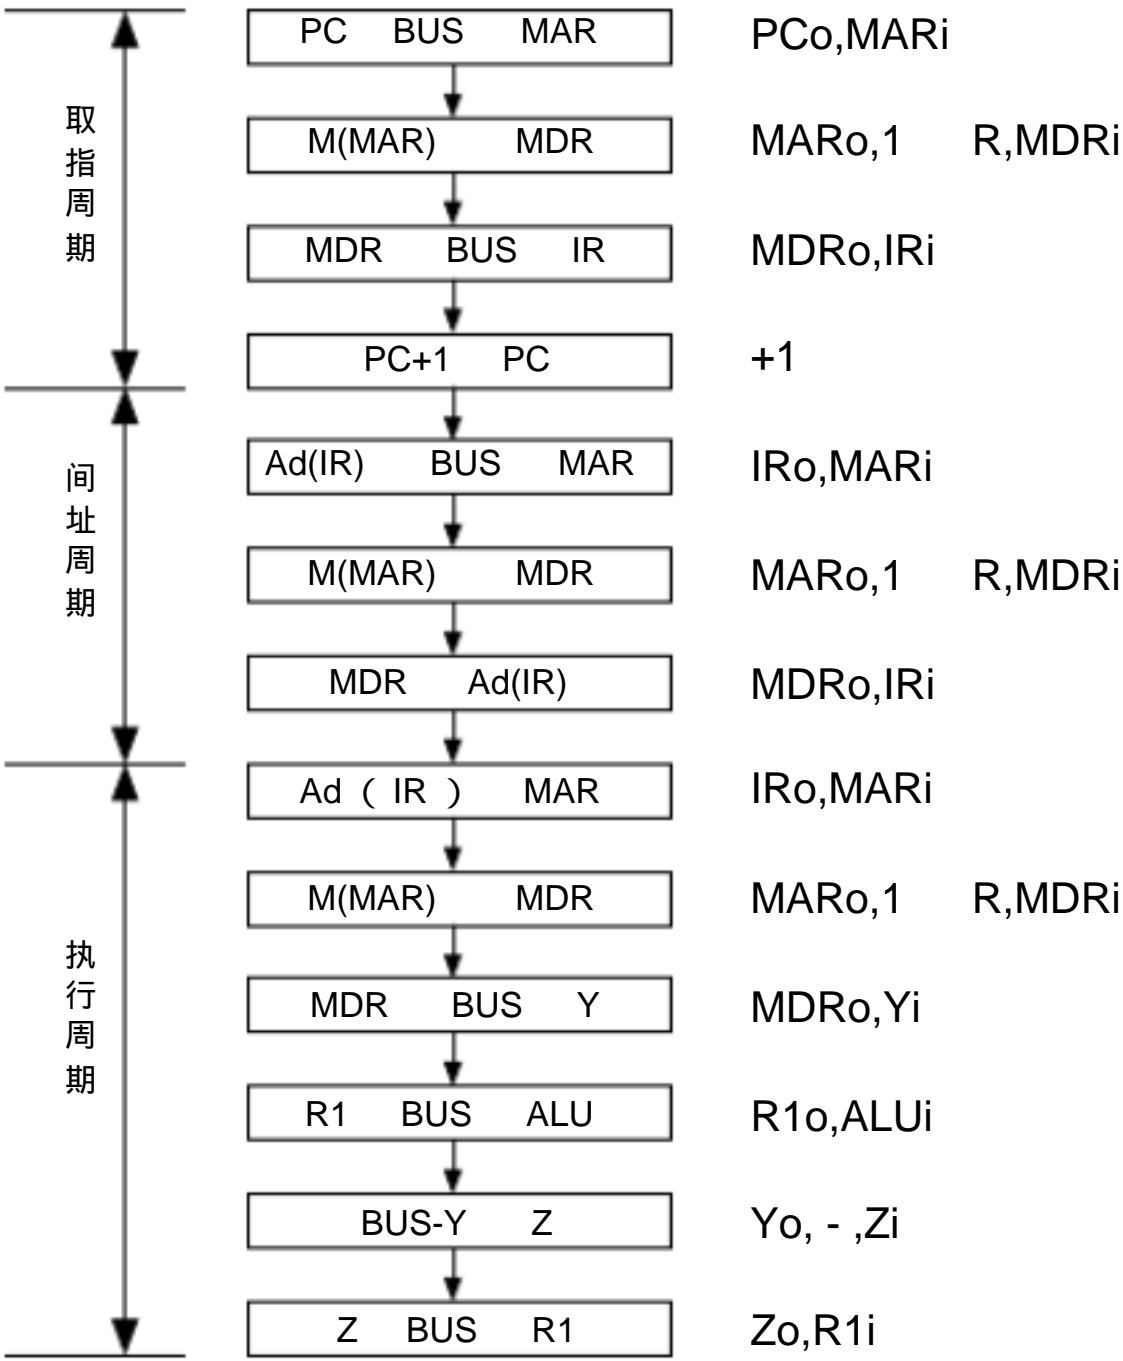 PC BUS MAR PCo,MARi
M(MAR) MDR MARo,1 R,MDRi
MDR BUS IR MDRo,IRi
PC+1 PC +1
取指周期
Ad(IR) BUS MAR IRo,MARi
M(MAR) MDR MARo,1 R,MDRi
MDR Ad(IR) MDRo,IRi
间址周期
Ad（IR） MAR IRo,MARi
M(MAR) MDR MARo,1 R,MDRi
MDR BUS Y MDRo,Yi
R1 BUS ALU R1o,ALUi
BUS-Y Z Yo, - ,Zi
Z BUS R1 Zo,R1i
执行周期